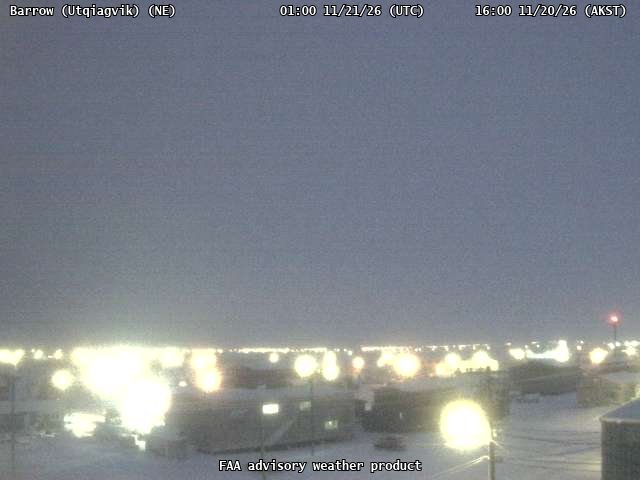 Barrow (Utqiagvik) (NE) 01:00 11/21/26 (UTC) 16:00 11/20/26 (AKST)
FAA advisory weather product